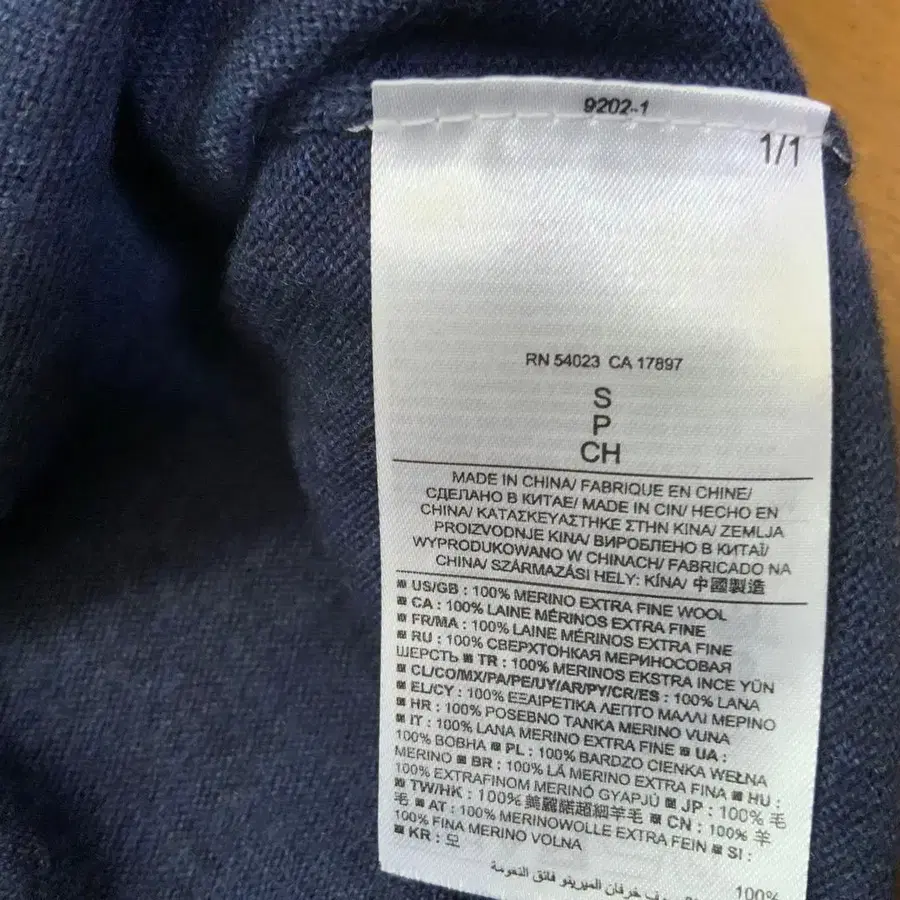 9202-1
1/1
RN 54023 CA 17897
S
P
CH
MADE IN CHINA/ FABRIQUE EN CHINE/
СДЕЛАНО В КИТАЕ/ MADE IN CIN/ HECHO EN
CHINA/ ΚΑΤΑΣΚΕΥΑΣΤΗΚΕ ΣΤΗΝ ΚΙΝΑ/ ZEMLJA
PROIZVODNJE KINA/ ВИРОБЛЕНО В КИТАЇ/
WYPRODUKOWANO W CHINACH/ FABRICADO NA
CHINA/ SZÁRMAZÁSI HELY: KÍNA/ 中國製造
■ US/GB : 100% MERINO EXTRA FINE WOOL
■ CA : 100% LAINE MÉRINOS EXTRA FINE
■ FR/MA : 100% LAINE MÉRINOS EXTRA FINE
■ RU : 100% СВЕРХТОНКАЯ МЕРИНОСОВАЯ
ШЕРСТЬ ■ TR : 100% MERINOS EKSTRA INCE YÜN
■ CL/CO/MX/PA/PE/UY/AR/PY/CR/ES : 100% LANA
■ EL/CY : 100% ΕΞΑΙΡΕΤΙΚΑ ΛΕΠΤΟ ΜΑΛΛΙ ΜΕΡΙΝΟ
■ HR : 100% POSEBNO TANKA MERINO VUNA
■ IT : 100% LANA MERINO EXTRA FINE ■ UA :
100% ВОВНА ■ PL : 100% BARDZO CIENKA WEŁNA
MERINO ■ BR : 100% LÃ MERINO EXTRA FINA ■ HU :
100% EXTRAFINOM MERINÓ GYAPJÚ ■ JP : 100% 毛
■ TW/HK : 100% 美麗諾超細羊毛 ■ CN : 100% 羊
毛 ■ AT : 100% MERINOWOLLE EXTRA FEIN ■ SI :
100% FINA MERINO VOLNA
■ KR : 모
100% خرفان الميرينو فائق النعومة